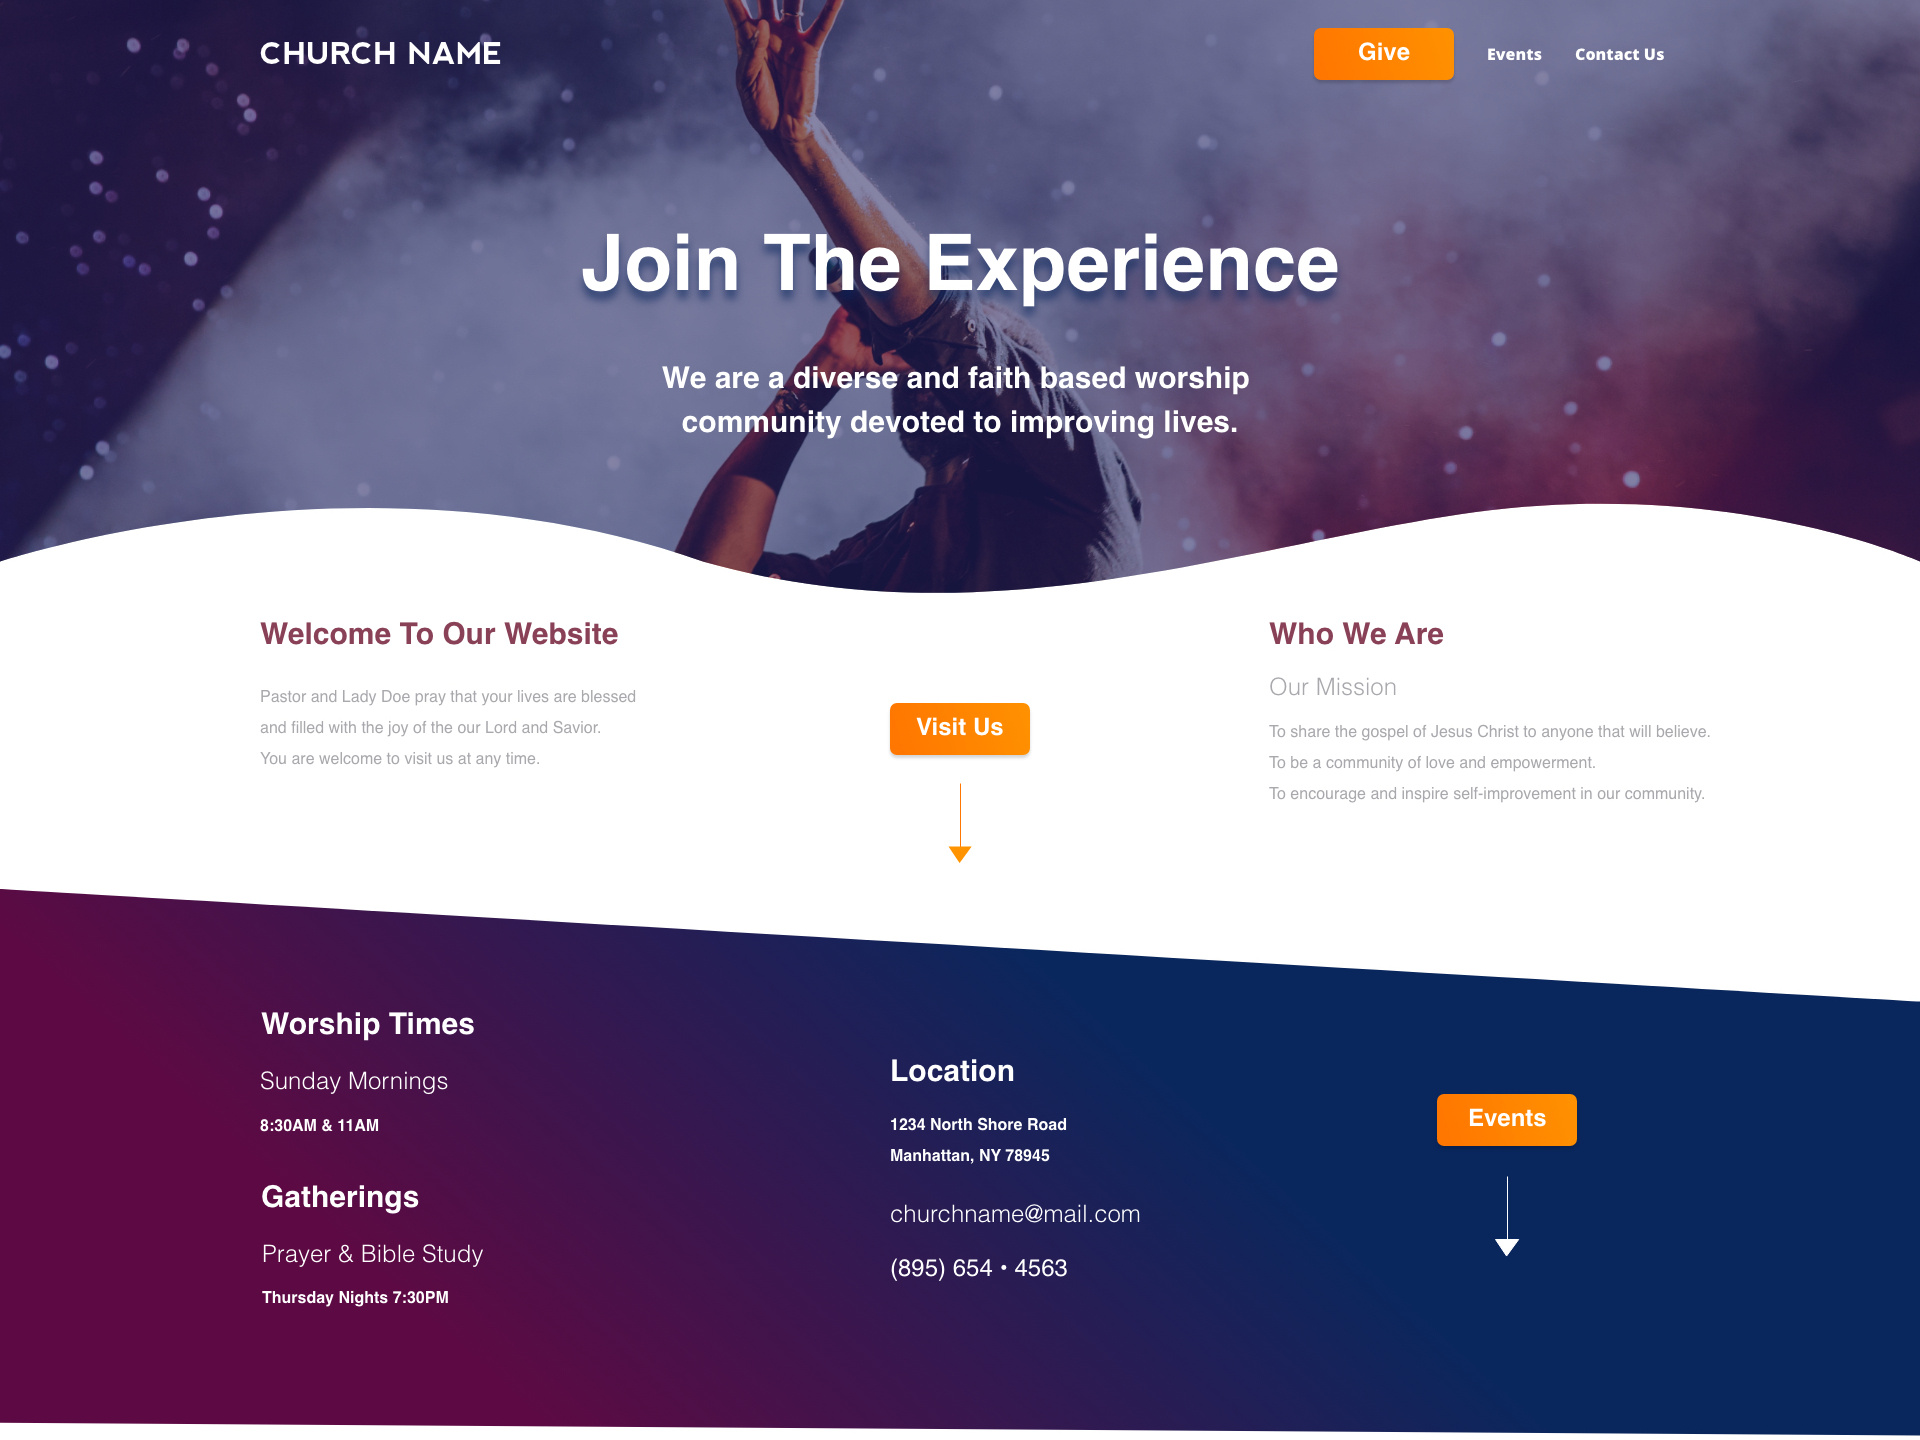 CHURCH NAME
Give
Events
Contact Us
Join The Experience
We are a diverse and faith based worship
community devoted to improving lives.
Welcome To Our Website
Pastor and Lady Doe pray that your lives are blessed
and filled with the joy of the our Lord and Savior.
You are welcome to visit us at any time.
Visit Us
Who We Are
Our Mission
To share the gospel of Jesus Christ to anyone that will believe.
To be a community of love and empowerment.
To encourage and inspire self-improvement in our community.
Worship Times
Sunday Mornings
8:30AM & 11AM
Gatherings
Prayer & Bible Study
Thursday Nights 7:30PM
Location
1234 North Shore Road
Manhattan, NY 78945
churchname@mail.com
(895) 654 • 4563
Events